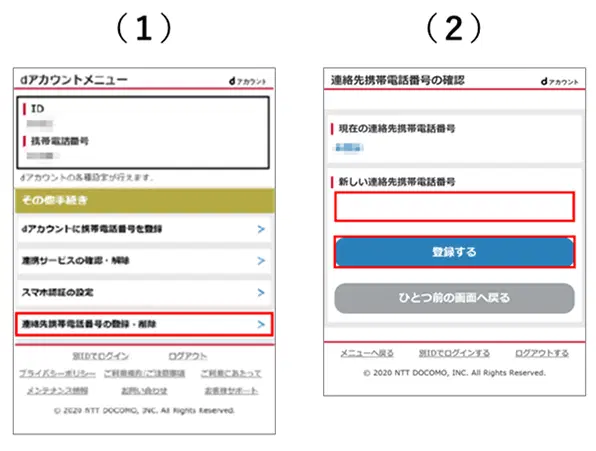 （1）
dアカウントメニュー
dアカウント
ID
携帯電話番号
dアカウントの各種設定が行えます。
その他手続き
dアカウントに携帯電話番号を登録
連携サービスの確認・解除
スマホ認証の設定
連絡先携帯電話番号の登録・削除
別IDでログイン ログアウト
プライバシーポリシー ご利用規約/ご注意事項 ご利用にあたって
メンテナンス情報 お問い合わせ お客様サポート
© 2020 NTT DOCOMO, INC. All Rights Reserved.
（2）
連絡先携帯電話番号の確認
dアカウント
現在の連絡先携帯電話番号
新しい連絡先携帯電話番号
登録する
ひとつ前の画面へ戻る
メニューへ戻る 別IDでログインする ログアウトする
© 2020 NTT DOCOMO, INC. All Rights Reserved.